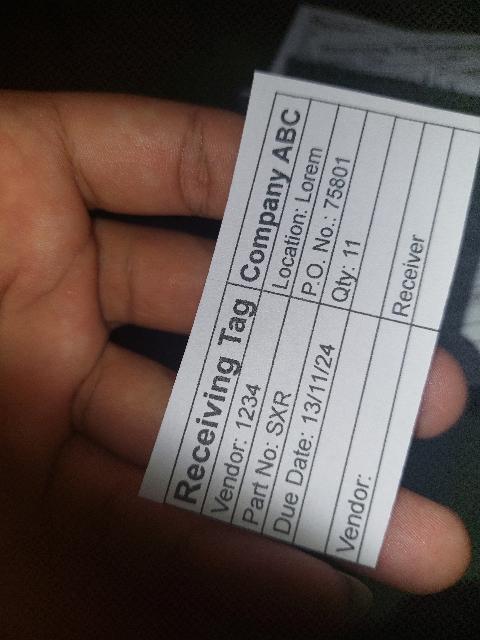 Receiving Tag Company ABC
Vendor: 1234 Location: Lorem
Part No: SXR P.O. No.: 75801
Due Date: 13/11/24 Qty: 11
Vendor: Receiver